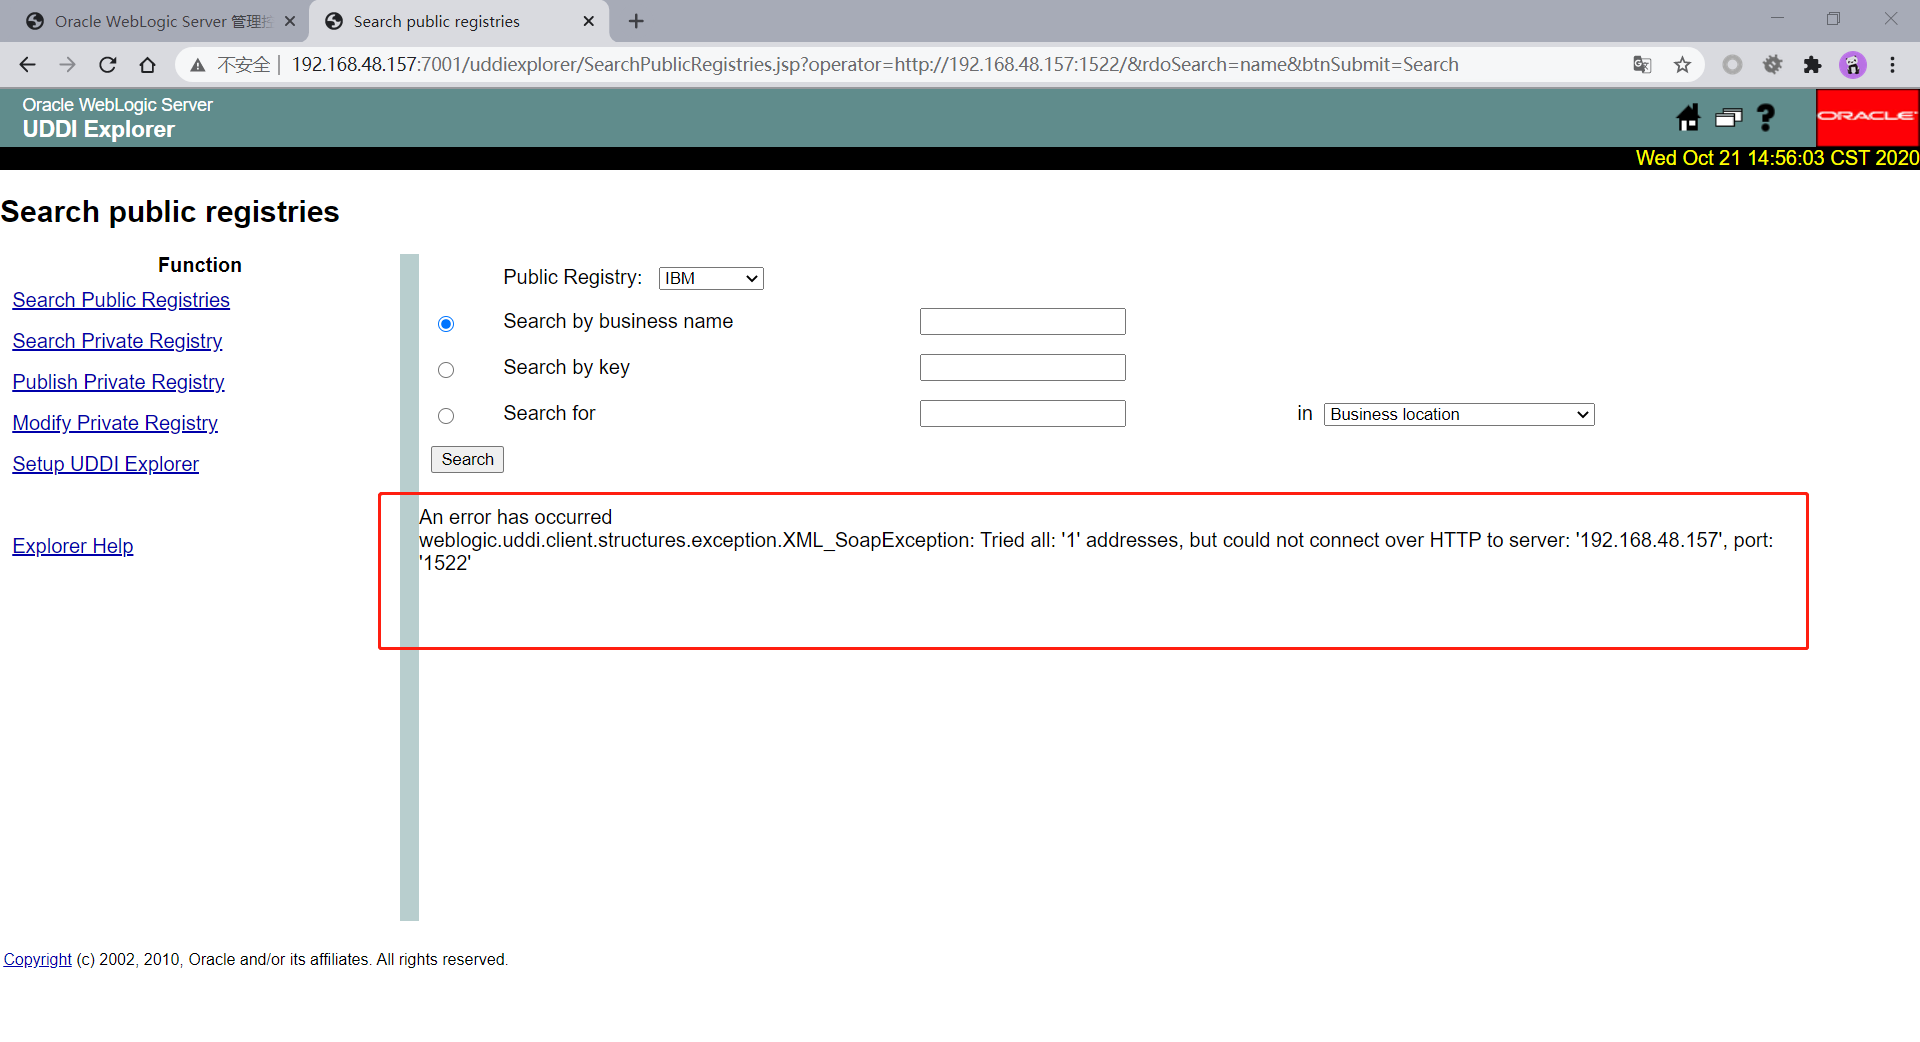 Oracle WebLogic Server 管理控
Search public registries
不安全
192.168.48.157:7001/uddiexplorer/SearchPublicRegistries.jsp?operator=http://192.168.48.157:1522/&rdoSearch=name&btnSubmit=Search
Oracle WebLogic Server
UDDI Explorer
ORACLE
Wed Oct 21 14:56:03 CST 2020
Search public registries
Function
Search Public Registries
Search Private Registry
Publish Private Registry
Modify Private Registry
Setup UDDI Explorer
Explorer Help
Public Registry: IBM
Search by business name
Search by key
Search for in Business location
Search
An error has occurred
weblogic.uddi.client.structures.exception.XML_SoapException: Tried all: '1' addresses, but could not connect over HTTP to server: '192.168.48.157', port:
'1522'
Copyright (c) 2002, 2010, Oracle and/or its affiliates. All rights reserved.